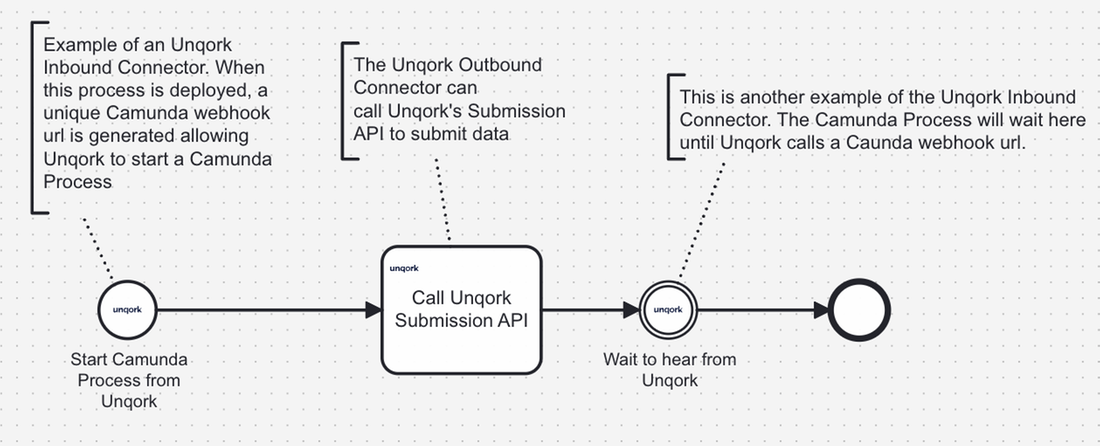 Example of an Unqork
Inbound Connector. When
this process is deployed, a
unique Camunda webhook
url is generated allowing
Unqork to start a Camunda
Process
The Unqork Outbound
Connector can
call Unqork's Submission
API to submit data
This is another example of the Unqork Inbound
Connector. The Camunda Process will wait here
until Unqork calls a Caunda webhook url.
unqork
Start Camunda
Process from
Unqork
unqork
Call Unqork
Submission API
unqork
Wait to hear from
Unqork